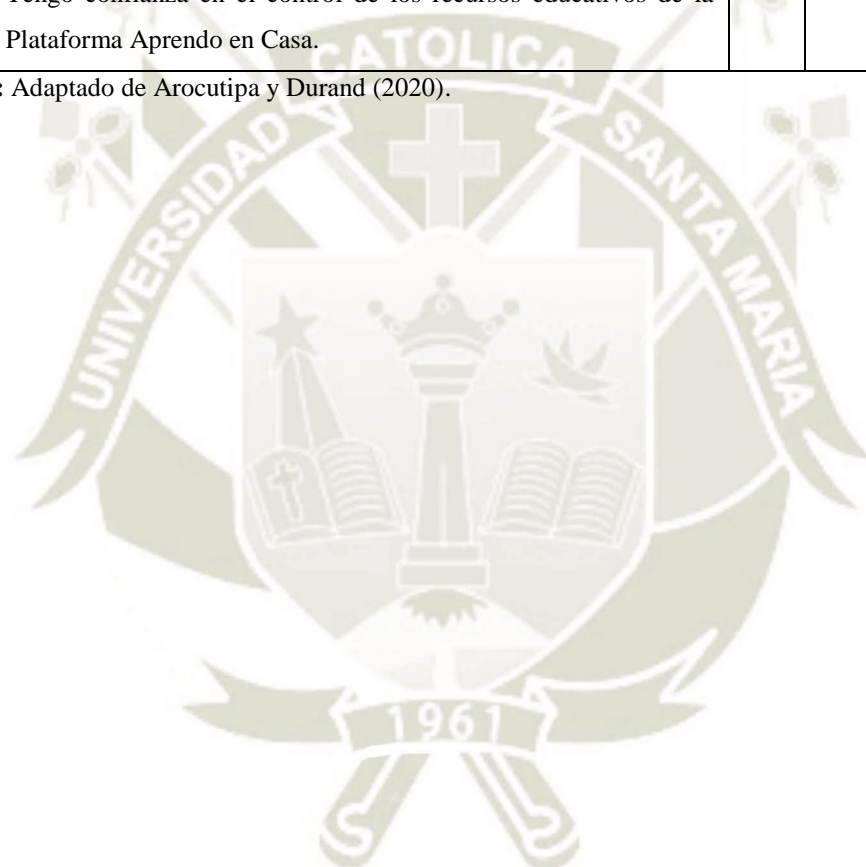 Tengo confianza en el control de los recursos educativos de la
Plataforma Aprendo en Casa.
: Adaptado de Arocutipa y Durand (2020).
UNIVERSIDAD CATOLICA SANTA MARIA
1961